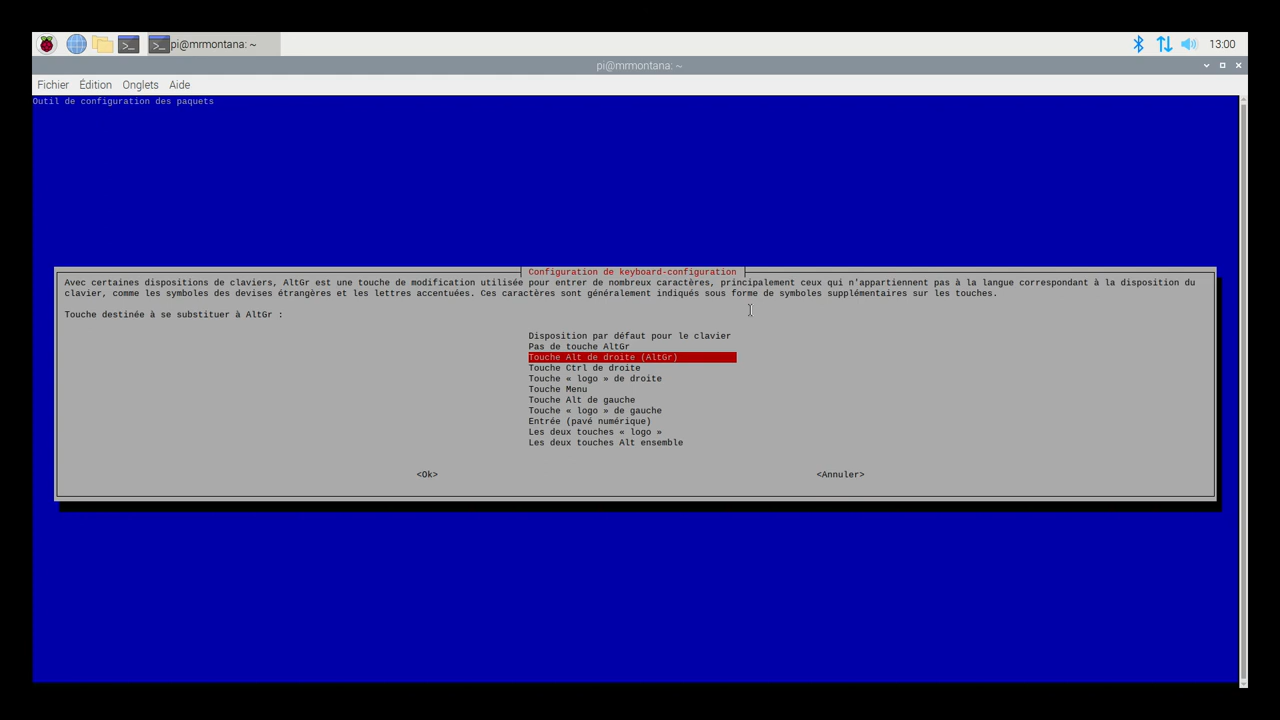 pi@mrmontana: ~
13:00
pi@mrmontana: ~
Fichier Édition Onglets Aide
Outil de configuration des paquets
Configuration de keyboard-configuration
Avec certaines dispositions de claviers, AltGr est une touche de modification utilisée pour entrer de nombreux caractères, principalement ceux qui n'appartiennent pas à la langue correspondant à la disposition du
clavier, comme les symboles des devises étrangères et les lettres accentuées. Ces caractères sont généralement indiqués sous forme de symboles supplémentaires sur les touches.
Touche destinée à se substituer à AltGr :
Disposition par défaut pour le clavier
Pas de touche AltGr
Touche Alt de droite (AltGr)
Touche Ctrl de droite
Touche « logo » de droite
Touche Menu
Touche Alt de gauche
Touche « logo » de gauche
Entrée (pavé numérique)
Les deux touches « logo »
Les deux touches Alt ensemble
<Ok> <Annuler>